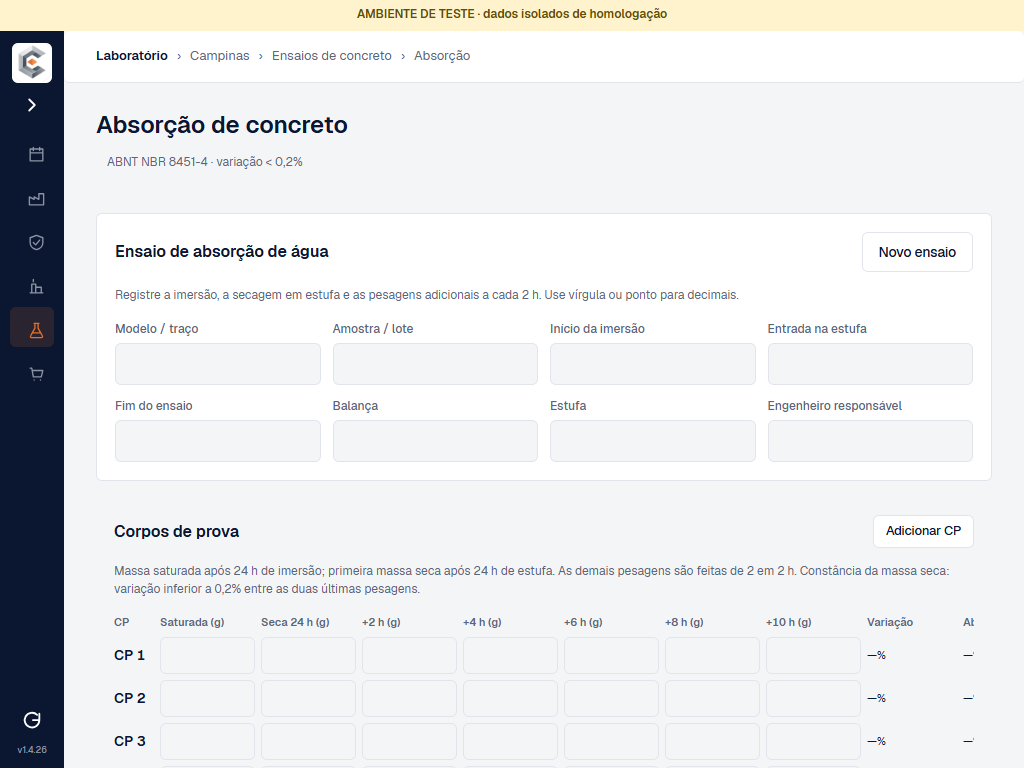 AMBIENTE DE TESTE · dados isolados de homologação
Laboratório › Campinas › Ensaios de concreto › Absorção
Absorção de concreto
ABNT NBR 8451-4 · variação < 0,2%
Ensaio de absorção de água
Novo ensaio
Registre a imersão, a secagem em estufa e as pesagens adicionais a cada 2 h. Use vírgula ou ponto para decimais.
Modelo / traço Amostra / lote Início da imersão Entrada na estufa
Fim do ensaio Balança Estufa Engenheiro responsável
Corpos de prova
Adicionar CP
Massa saturada após 24 h de imersão; primeira massa seca após 24 h de estufa. As demais pesagens são feitas de 2 em 2 h. Constância da massa seca:
variação inferior a 0,2% entre as duas últimas pesagens.
CP Saturada (g) Seca 24 h (g) +2 h (g) +4 h (g) +6 h (g) +8 h (g) +10 h (g) Variação
CP 1 —% —
CP 2 —% —
CP 3 —% —
v1.4.26